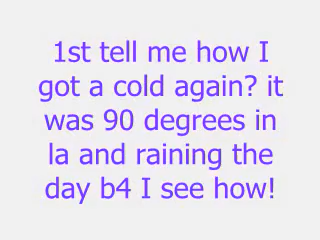 1st tell me how I
got a cold again? it
was 90 degrees in
la and raining the
day b4 I see how!